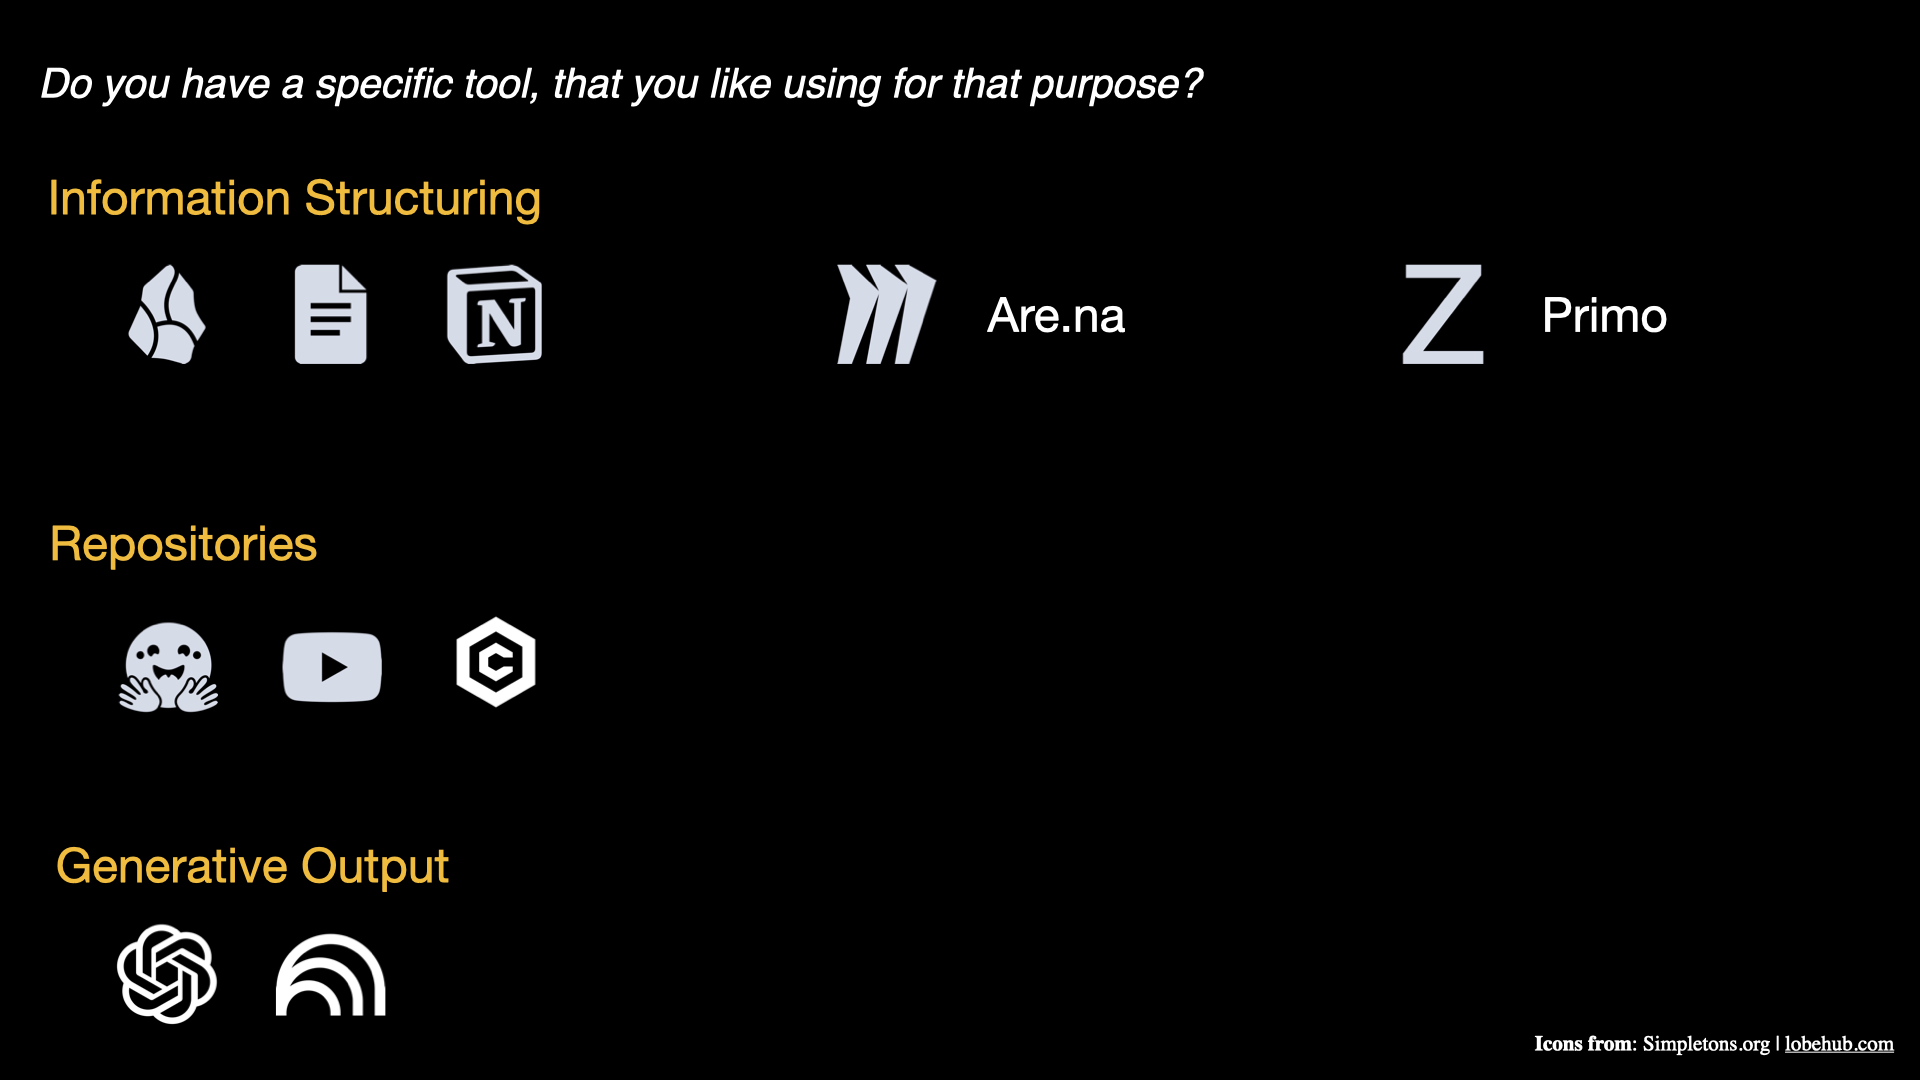 Do you have a specific tool, that you like using for that purpose?
Information Structuring
N
Are.na
Z
Primo
Repositories
C
Generative Output
Icons from: Simpletons.org | lobehub.com